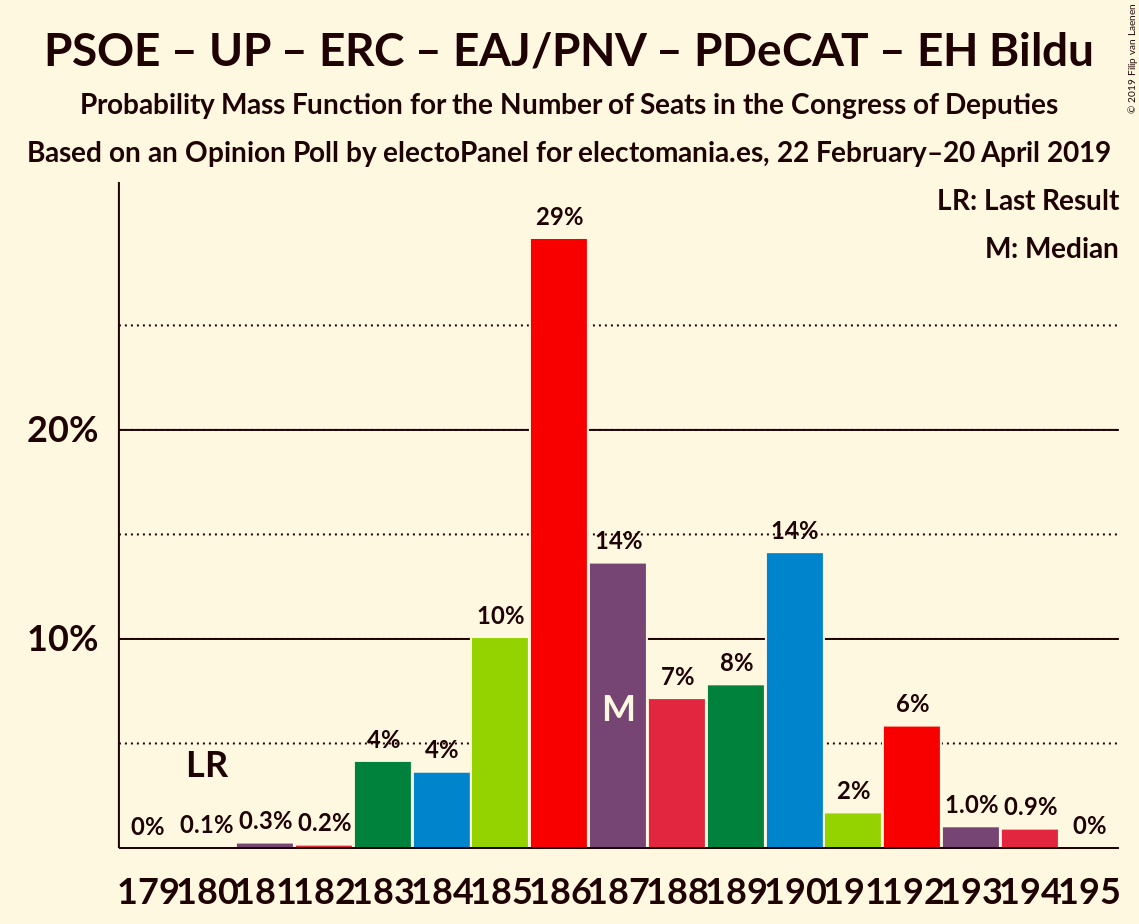 PSOE – UP – ERC – EAJ/PNV – PDeCAT – EH Bildu
Probability Mass Function for the Number of Seats in the Congress of Deputies
Based on an Opinion Poll by electoPanel for electomania.es, 22 February–20 April 2019
© 2019 Filip van Laenen
LR: Last Result
M: Median
20%
10%
0% 0.1% 0.3% 0.2% 4% 4% 10% 29% 14% 7% 8% 14% 2% 6% 1.0% 0.9% 0%
LR
M
179 180 181 182 183 184 185 186 187 188 189 190 191 192 193 194 195